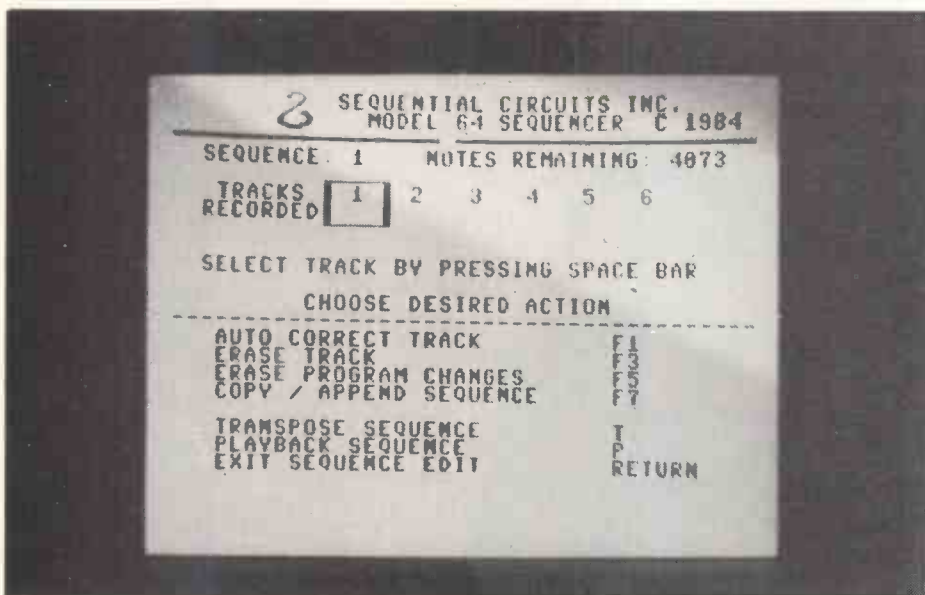 SEQUENTIAL CIRCUITS INC.
MODEL 64 SEQUENCER C 1984
SEQUENCE: 1 NOTES REMAINING: 4073
TRACKS RECORDED 1 2 3 4 5 6
SELECT TRACK BY PRESSING SPACE BAR
CHOOSE DESIRED ACTION
AUTO CORRECT TRACK F1
ERASE TRACK F3
ERASE PROGRAM CHANGES F5
COPY / APPEND SEQUENCE F7
TRANSPOSE SEQUENCE T
PLAYBACK SEQUENCE P
EXIT SEQUENCE EDIT RETURN